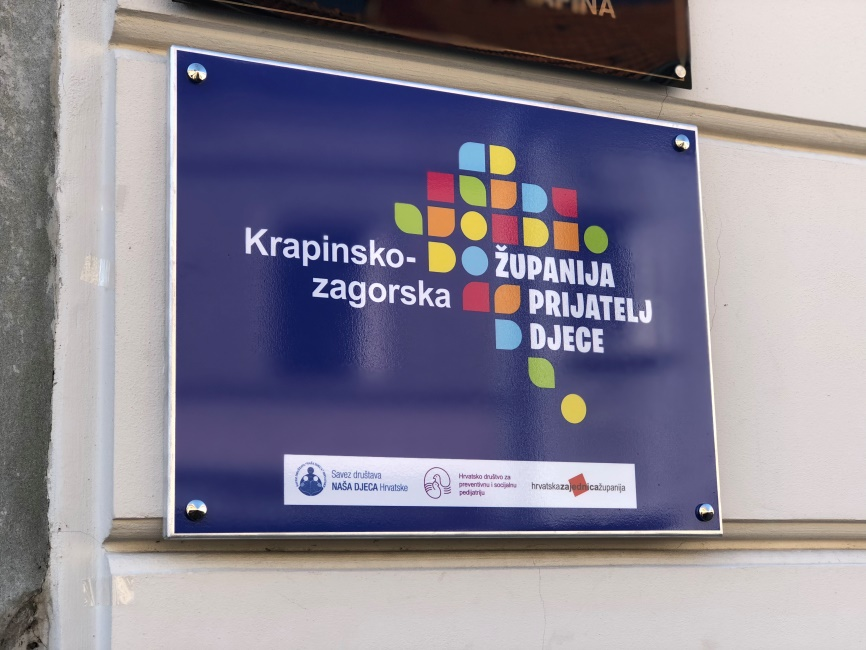 Krapinsko-
zagorska
ŽUPANIJA
PRIJATELJ
DJECE
Savez društava
NAŠA DJECA Hrvatske
Hrvatsko društvo za
preventivnu i socijalnu
pedijatriju
hrvatskazajednicažupanija